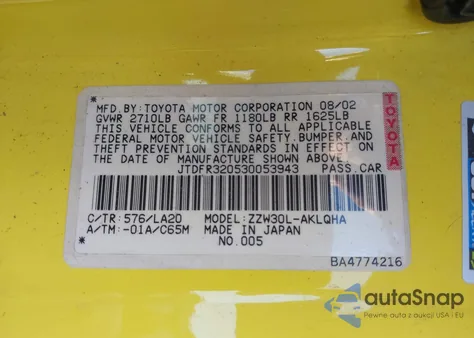 MFD.BY:TOYOTA MOTOR CORPORATION 08/02
GVWR 2710LB GAWR FR 1180LB RR 1625LB
THIS VEHICLE CONFORMS TO ALL APPLICABLE
FEDERAL MOTOR VEHICLE SAFETY,BUMPER,AND
THEFT PREVENTION STANDARDS IN EFFECT ON
THE DATE OF MANUFACTURE SHOWN ABOVE.
JTDFR320530053943 PASS.CAR
TOYOTA
C/TR:576/LA20 MODEL:ZZW30L-AKLQHA
A/TM:-01A/C65M MADE IN JAPAN
NO.005
BA4774216
autaSnap
Pewne auta z aukcji USA i EU